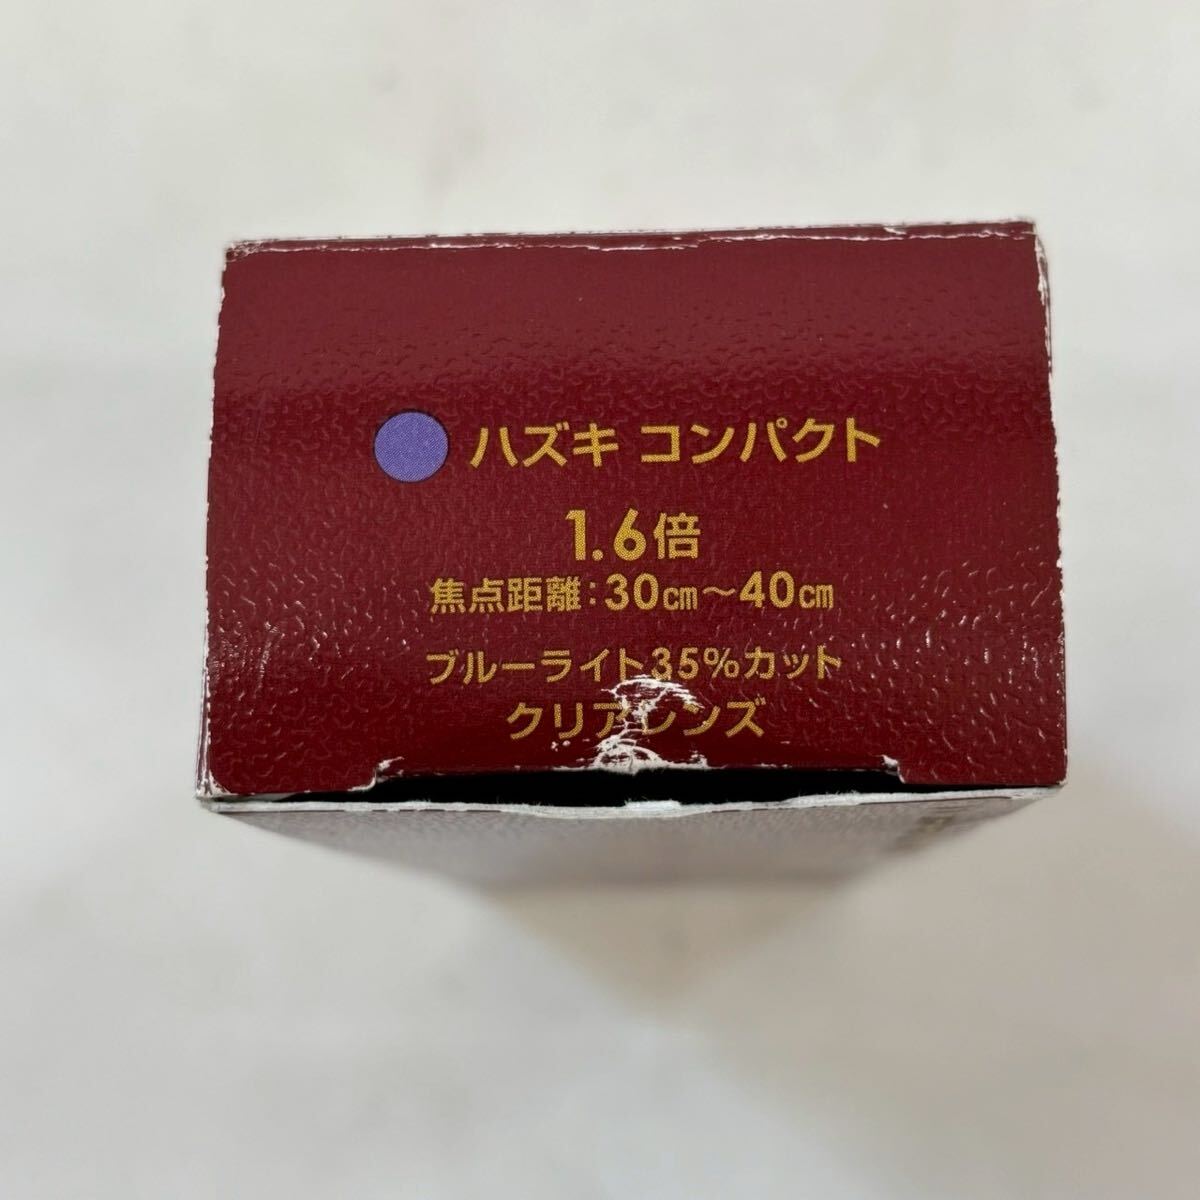 ハズキ コンパクト
1.6倍
焦点距離:30㎝～40㎝
ブルーライト35%カット
クリアレンズ